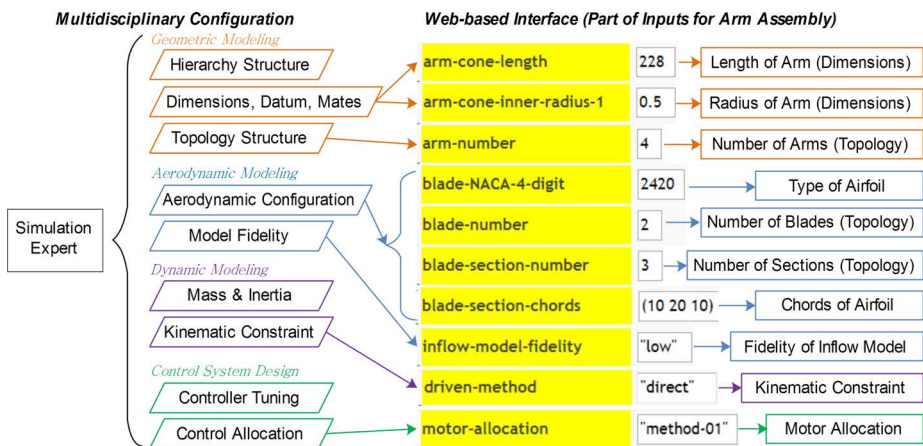 Multidisciplinary Configuration
Web-based Interface (Part of Inputs for Arm Assembly)
Geometric Modeling
Hierarchy Structure
Dimensions, Datum, Mates
Topology Structure
Aerodynamic Modeling
Aerodynamic Configuration
Model Fidelity
Simulation
Expert
Dynamic Modeling
Mass & Inertia
Kinematic Constraint
Control System Design
Controller Tuning
Control Allocation
arm-cone-length 228 Length of Arm (Dimensions)
arm-cone-inner-radius-1 0.5 Radius of Arm (Dimensions)
arm-number 4 Number of Arms (Topology)
blade-NACA-4-digit 2420 Type of Airfoil
blade-number 2 Number of Blades (Topology)
blade-section-number 3 Number of Sections (Topology)
blade-section-chords (10 20 10) Chords of Airfoil
inflow-model-fidelity "low" Fidelity of Inflow Model
driven-method "direct" Kinematic Constraint
motor-allocation "method-01" Motor Allocation